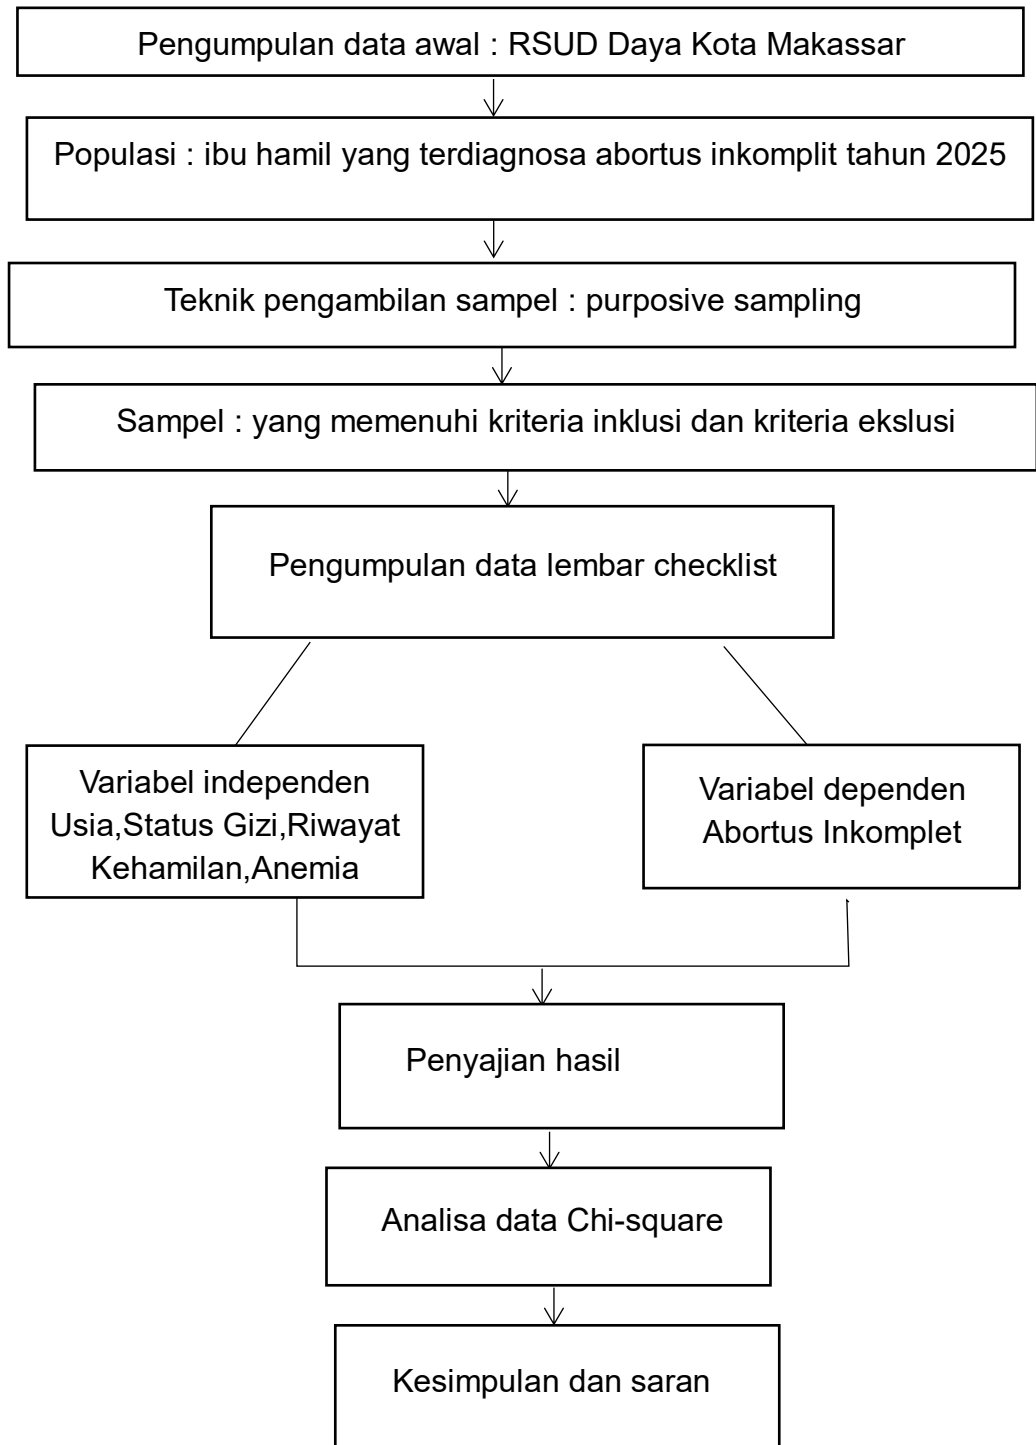 Pengumpulan data awal : RSUD Daya Kota Makassar
Populasi : ibu hamil yang terdiagnosa abortus inkomplit tahun 2025
Teknik pengambilan sampel : purposive sampling
Sampel : yang memenuhi kriteria inklusi dan kriteria ekslusi
Pengumpulan data lembar checklist
Variabel independen
Usia,Status Gizi,Riwayat
Kehamilan,Anemia
Variabel dependen
Abortus Inkomplet
Penyajian hasil
Analisa data Chi-square
Kesimpulan dan saran